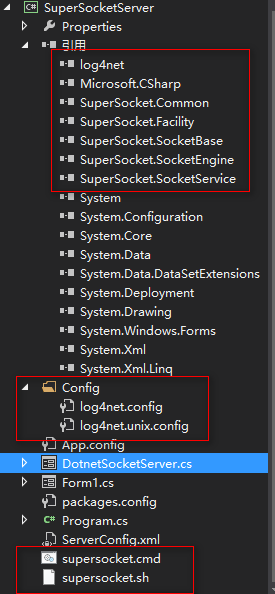 C# SuperSocketServer
Properties
引用
log4net
Microsoft.CSharp
SuperSocket.Common
SuperSocket.Facility
SuperSocket.SocketBase
SuperSocket.SocketEngine
SuperSocket.SocketService
System
System.Configuration
System.Core
System.Data
System.Data.DataSetExtensions
System.Deployment
System.Drawing
System.Windows.Forms
System.Xml
System.Xml.Linq
Config
log4net.config
log4net.unix.config
App.config
DotnetSocketServer.cs
Form1.cs
packages.config
C# Program.cs
ServerConfig.xml
supersocket.cmd
supersocket.sh